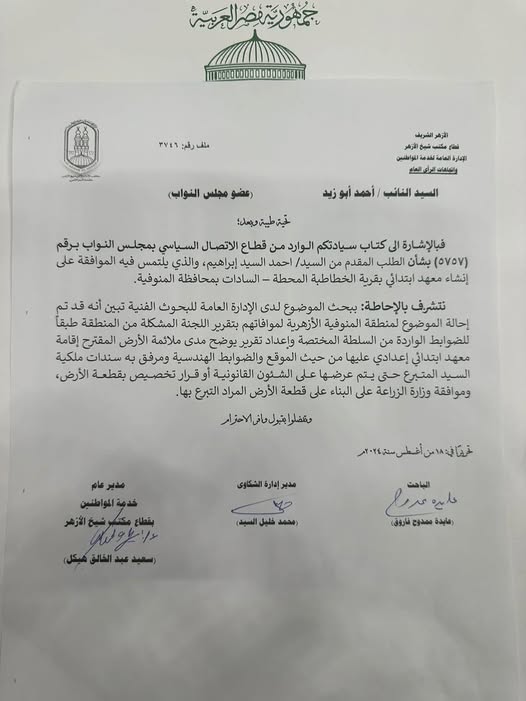 جمهورية مصر العربية
الأزهر الشريف
قطاع مكتب شيخ الأزهر
الإدارة العامة لخدمة المواطنين
واتجاهات الرأي العام
ملف رقم: ٣٧٤٦
السيد النائب/ أحمد أبو زيد (عضو مجلس النواب)
تحية طيبة وبعد؛
فبالإشارة الى كتاب سيادتكم الوارد من قطاع الاتصال السياسي بمجلس النواب برقم
(٥٧٥٧) بشأن الطلب المقدم من السيد/ احمد السيد إبراهيم، والذي يلتمس فيه الموافقة على
إنشاء معهد ابتدائي بقرية الخطاطبة المحطة – السادات بمحافظة المنوفية.
نتشرف بالإحاطة: ببحث الموضوع لدى الإدارة العامة للبحوث الفنية تبين أنه قد تم
إحالة الموضوع لمنطقة المنوفية الأزهرية لموافاتهم بتقرير اللجنة المشكلة من المنطقة طبقاً
للضوابط الواردة من السلطة المختصة وإعداد تقرير يوضح مدى ملائمة الأرض المقترح إقامة
معهد ابتدائي إعدادي عليها من حيث الموقع والضوابط الهندسية ومرفق به سندات ملكية
السيد المتبرع حتى يتم عرضها على الشئون القانونية أو قرار تخصيص بقطعة الأرض،
وموافقة وزارة الزراعة على البناء على قطعة الأرض المراد التبرع بها.
وتفضلوا بقبول وافر الاحترام
تحريرًا في: ١٨ من أغسطس سنة ٢٠٢٤م
الباحث
(عايدة ممدوح فاروق)
مدير إدارة الشكاوى
(محمد خليل السيد)
مدير عام
خدمة المواطنين
بقطاع مكتب شيخ الأزهر
(سعيد عبد الخالق هيكل)